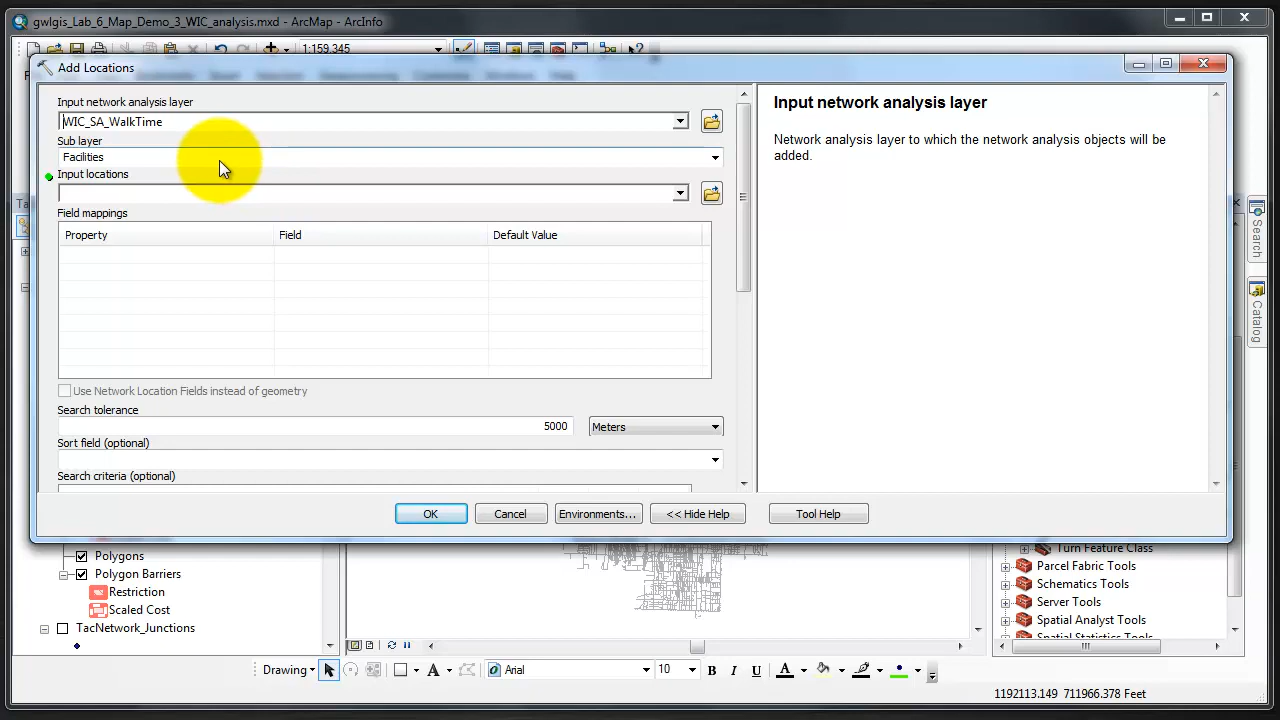 gwlgis_Lab_6_Map_Demo_3_WIC_analysis.mxd - ArcMap - ArcInfo
1:159,345
Add Locations
Input network analysis layer
WIC_SA_WalkTime
Sub layer
Facilities
Input locations
Field mappings
Property Field Default Value
Use Network Location Fields instead of geometry
Search tolerance
5000 Meters
Sort field (optional)
Search criteria (optional)
OK Cancel Environments... << Hide Help Tool Help
Input network analysis layer
Network analysis layer to which the network analysis objects will be
added.
Search
Catalog
Polygons
Polygon Barriers
Restriction
Scaled Cost
TacNetwork_Junctions
Turn Feature Class
Parcel Fabric Tools
Schematics Tools
Server Tools
Spatial Analyst Tools
Spatial Statistics Tools
Drawing Arial 10 B I U A
1192113.149 711966.378 Feet